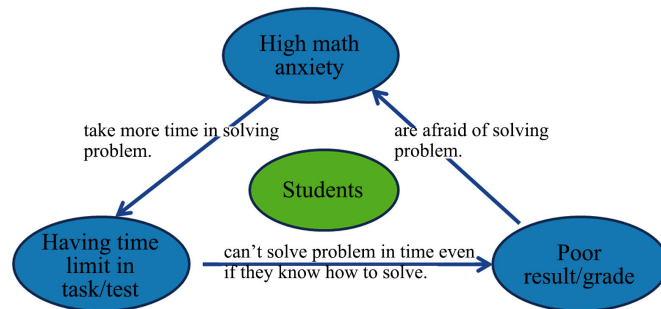 High math
anxiety
take more time in solving
problem.
are afraid of solving
problem.
Students
Having time
limit in
task/test
can't solve problem in time even
if they know how to solve.
Poor
result/grade